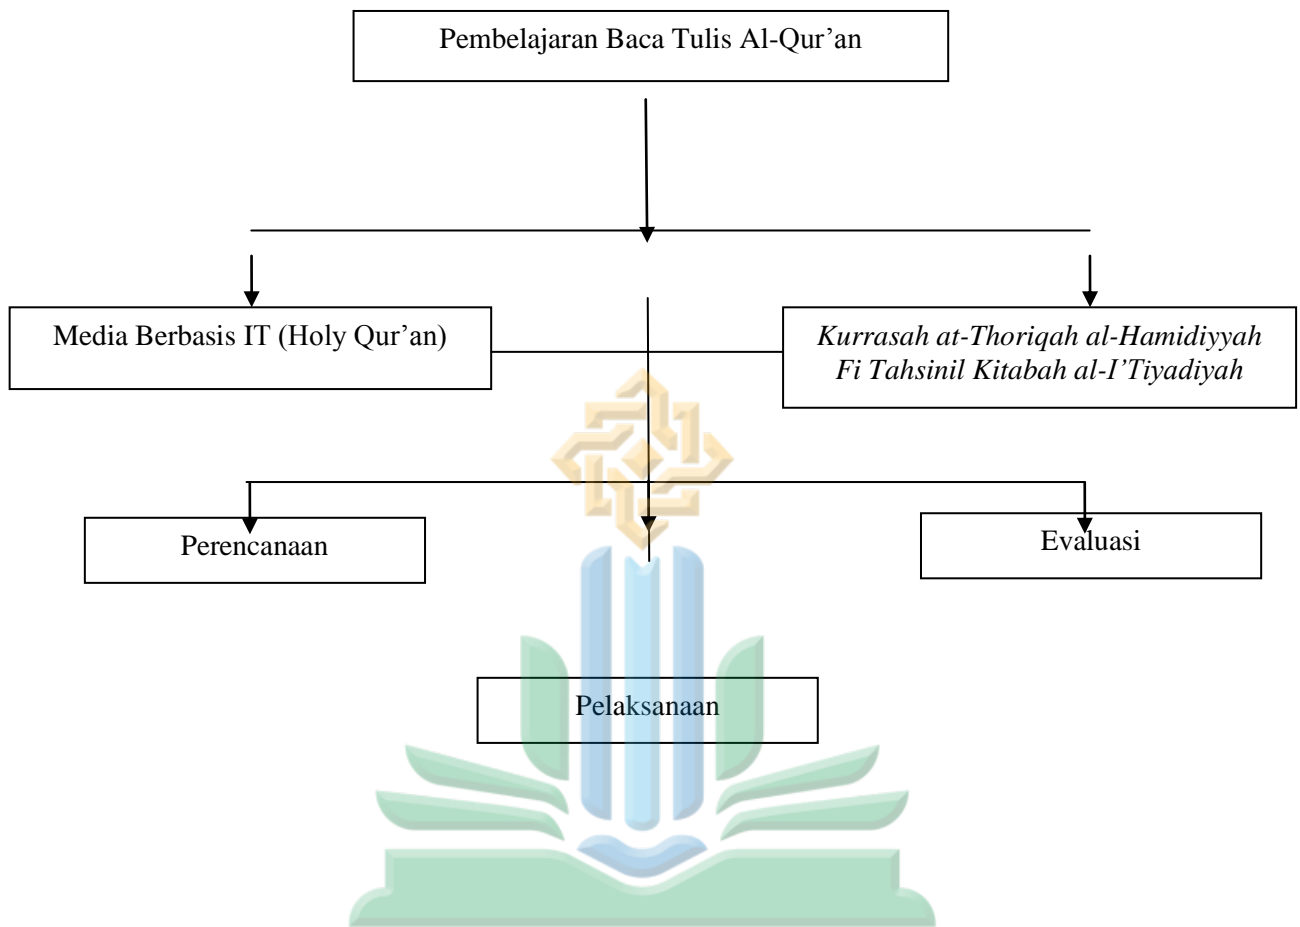 Pembelajaran Baca Tulis Al-Qur’an
Media Berbasis IT (Holy Qur’an)
Kurrasah at-Thoriqah al-Hamidiyyah
Fi Tahsinil Kitabah al-I’Tiyadiyah
Perencanaan
Evaluasi
Pelaksanaan